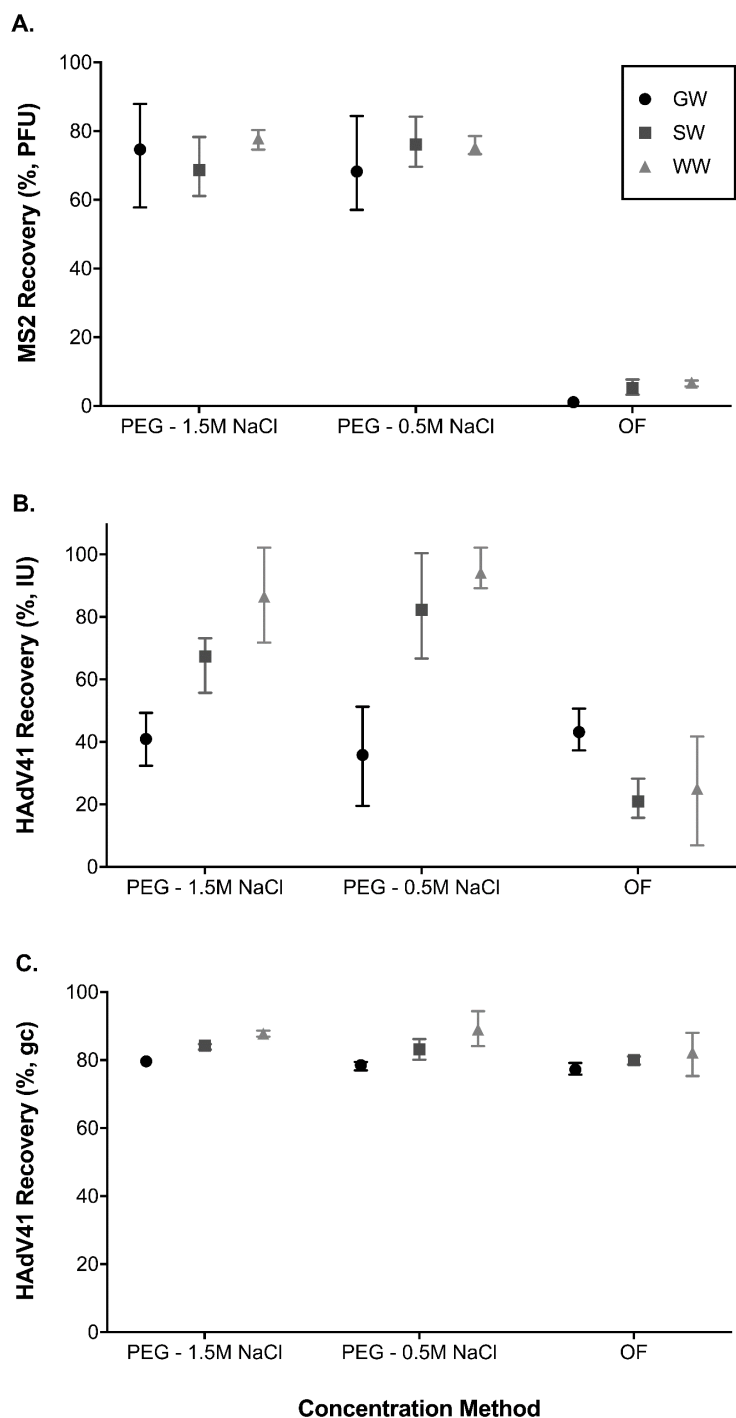 A.
MS2 Recovery (%, PFU)
100
80
60
40
20
0
PEG - 1.5M NaCl PEG - 0.5M NaCl OF
GW
SW
WW
B.
HAdV41 Recovery (%, IU)
100
80
60
40
20
0
PEG - 1.5M NaCl PEG - 0.5M NaCl OF
C.
HAdV41 Recovery (%, gc)
100
80
60
40
20
0
PEG - 1.5M NaCl PEG - 0.5M NaCl OF
Concentration Method